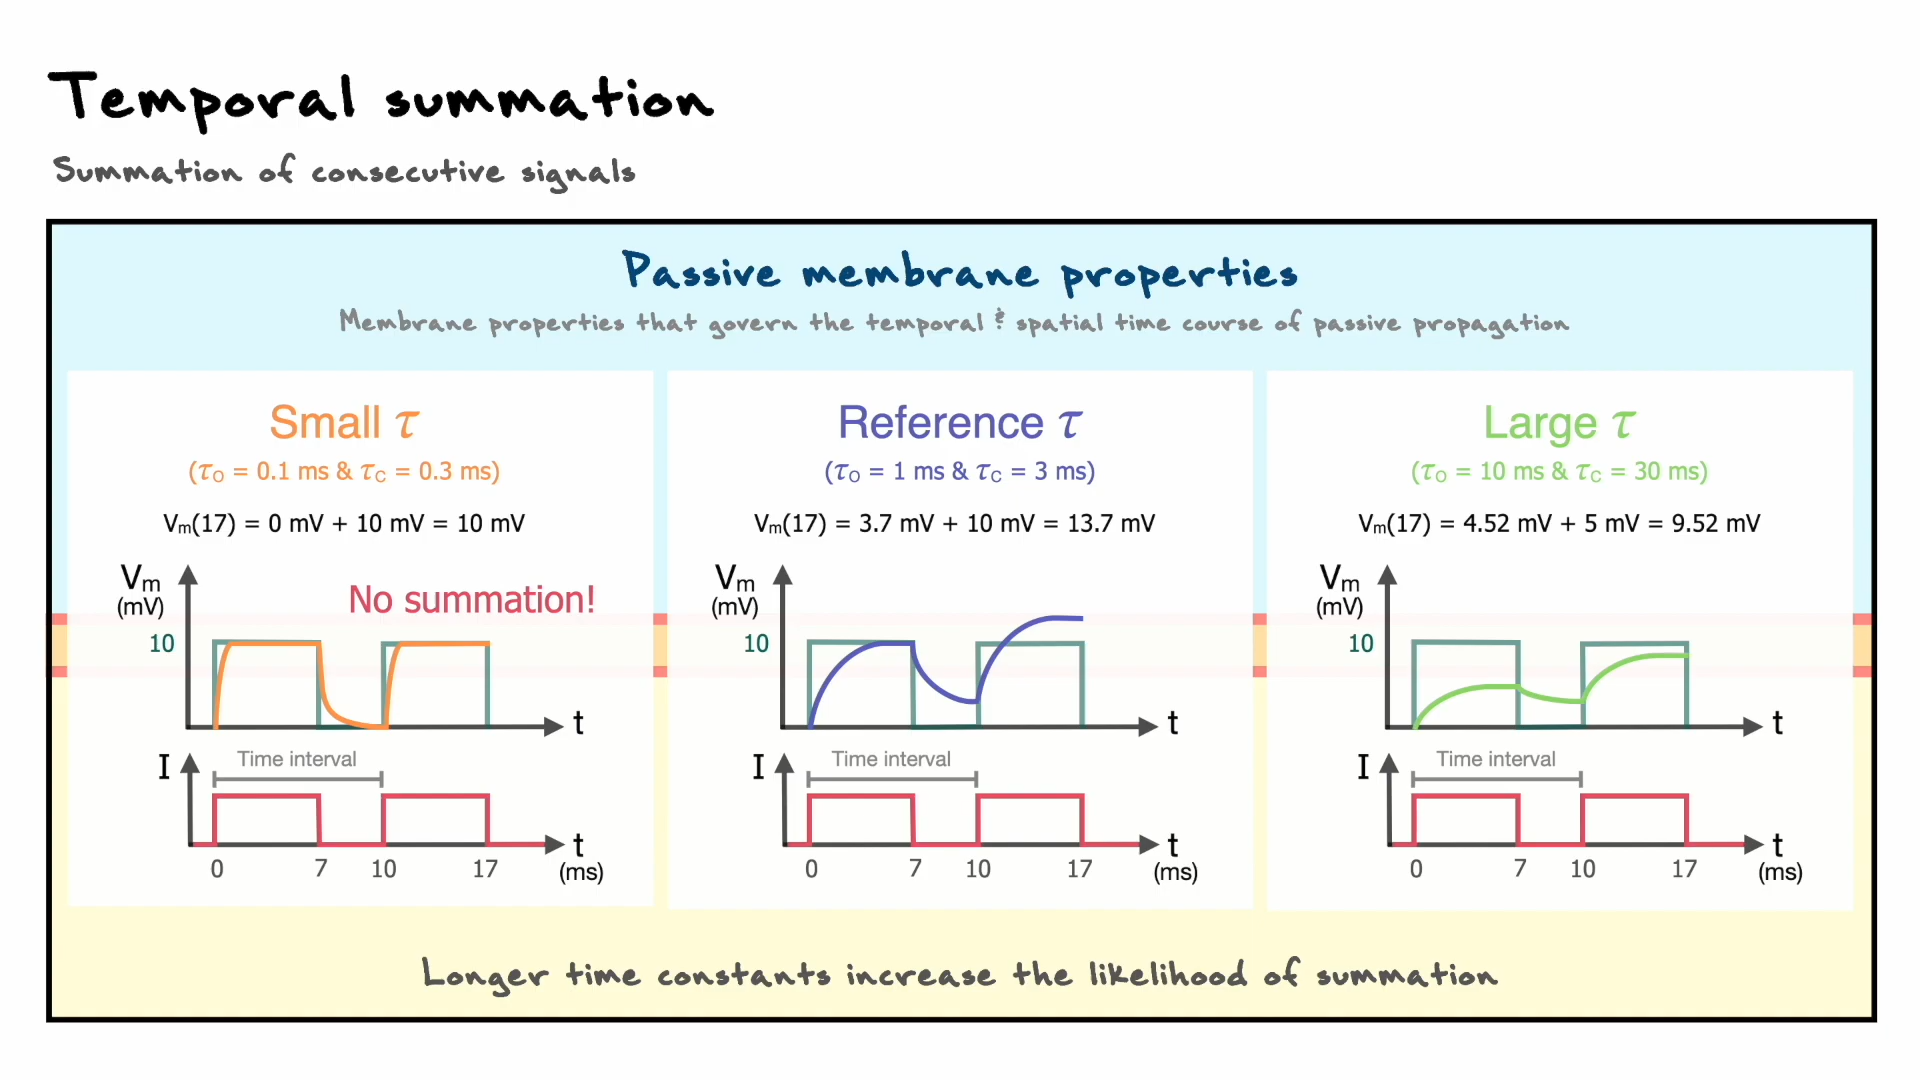 Temporal summation
Summation of consecutive signals
Passive membrane properties
Membrane properties that govern the temporal & spatial time course of passive propagation
Small τ
(τO = 0.1 ms & τC = 0.3 ms)
Vm(17) = 0 mV + 10 mV = 10 mV
Vm
(mV)
No summation!
10
t
I
Time interval
0 7 10 17
t
(ms)
Reference τ
(τO = 1 ms & τC = 3 ms)
Vm(17) = 3.7 mV + 10 mV = 13.7 mV
Vm
(mV)
10
t
I
Time interval
0 7 10 17
t
(ms)
Large τ
(τO = 10 ms & τC = 30 ms)
Vm(17) = 4.52 mV + 5 mV = 9.52 mV
Vm
(mV)
10
t
I
Time interval
0 7 10 17
t
(ms)
Longer time constants increase the likelihood of summation